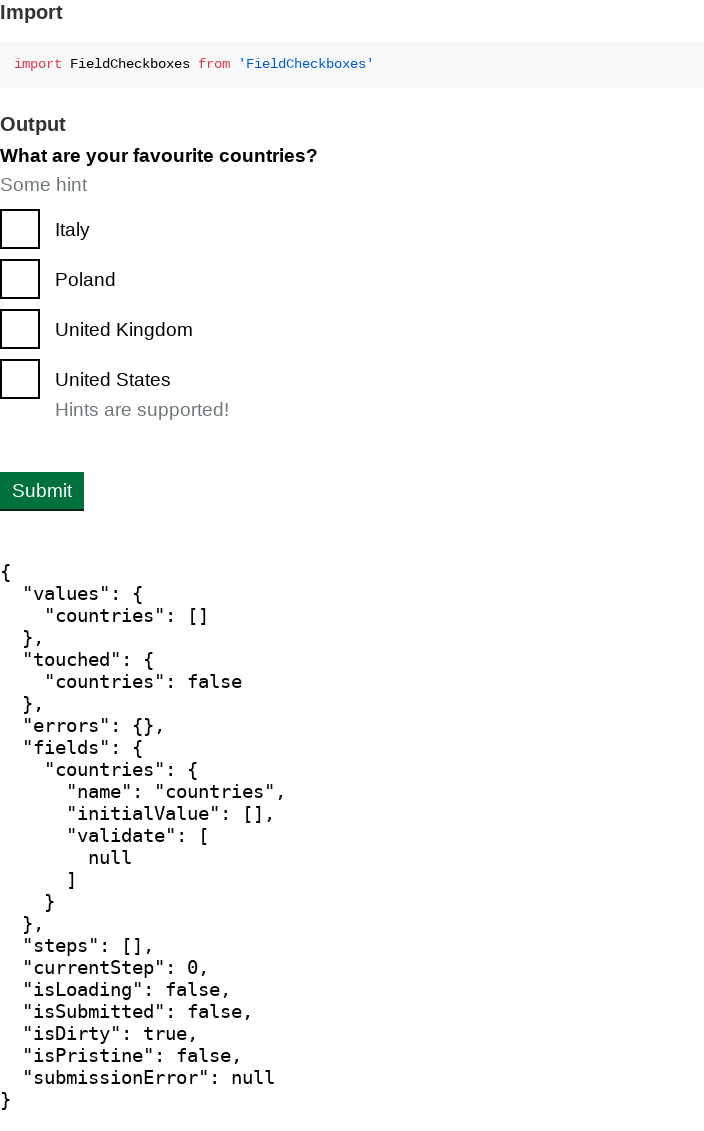 Import
import FieldCheckboxes from 'FieldCheckboxes'
Output
What are your favourite countries?
Some hint
Italy
Poland
United Kingdom
United States
Hints are supported!
Submit
{
  "values": {
    "countries": []
  },
  "touched": {
    "countries": false
  },
  "errors": {},
  "fields": {
    "countries": {
      "name": "countries",
      "initialValue": [],
      "validate": [
        null
      ]
    }
  },
  "steps": [],
  "currentStep": 0,
  "isLoading": false,
  "isSubmitted": false,
  "isDirty": true,
  "isPristine": false,
  "submissionError": null
}